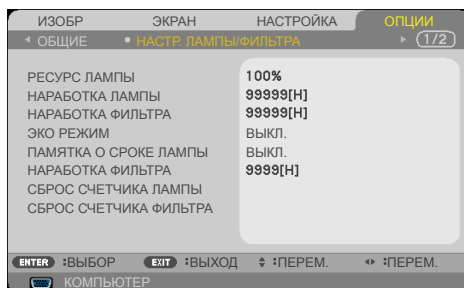 ИЗОБР ЭКРАН НАСТРОЙКА ОПЦИИ
ОБЩИЕ • НАСТР. ЛАМПЫ/ФИЛЬТРА 1/2
РЕСУРС ЛАМПЫ 100%
НАРАБОТКА ЛАМПЫ 99999[H]
НАРАБОТКА ФИЛЬТРА 99999[H]
ЭКО РЕЖИМ ВЫКЛ.
ПАМЯТКА О СРОКЕ ЛАМПЫ ВЫКЛ.
НАРАБОТКА ФИЛЬТРА 9999[H]
СБРОС СЧЕТЧИКА ЛАМПЫ
СБРОС СЧЕТЧИКА ФИЛЬТРА
ENTER :ВЫБОР EXIT :ВЫХОД :ПЕРЕМ. :ПЕРЕМ.
КОМПЬЮТЕР